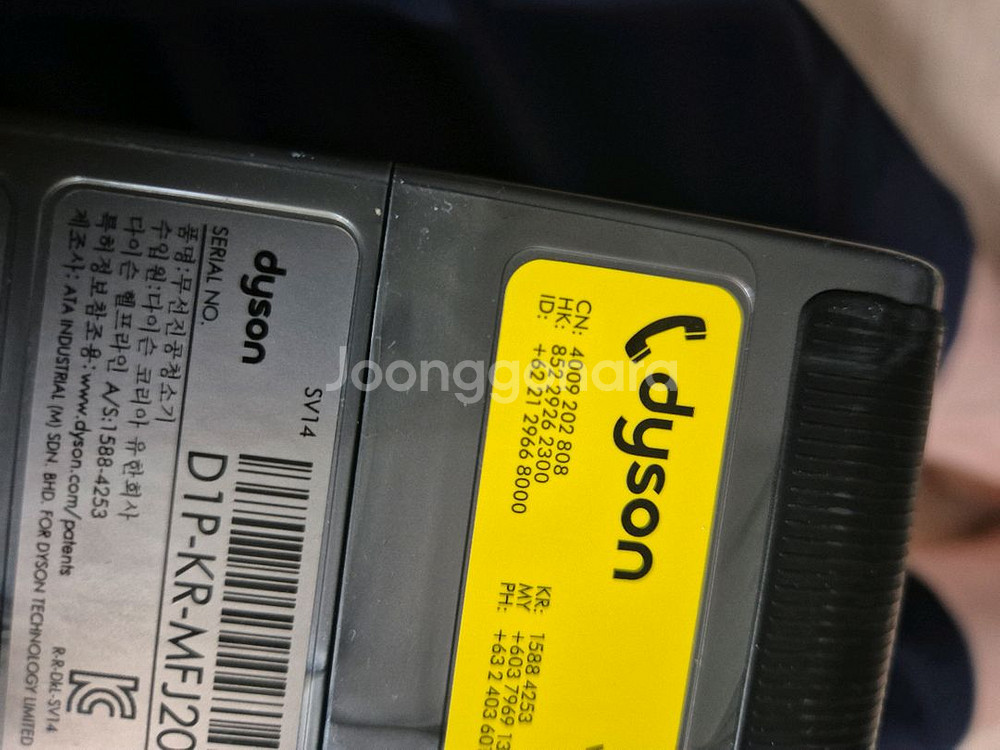 dyson
SV14
SERIAL NO.
D1P-KR-MFJ20
품명:무선진공청소기
수입원:다이슨 코리아 유한회사
다이슨 헬프라인 A/S:1588-4253
특허정보참조용:www.dyson.com/patents
제조사: ATA INDUSTRIAL (M) SDN. BHD. FOR DYSON TECHNOLOGY LIMITED
R-R-Dkl-SV14
dyson
CN: 4009 202 808
HK: 852 2926 2300
ID: +62 21 2966 8000
KR: 1588 4253
MY +603 7969 13
PH: +63 2 403 60
Joonggonara